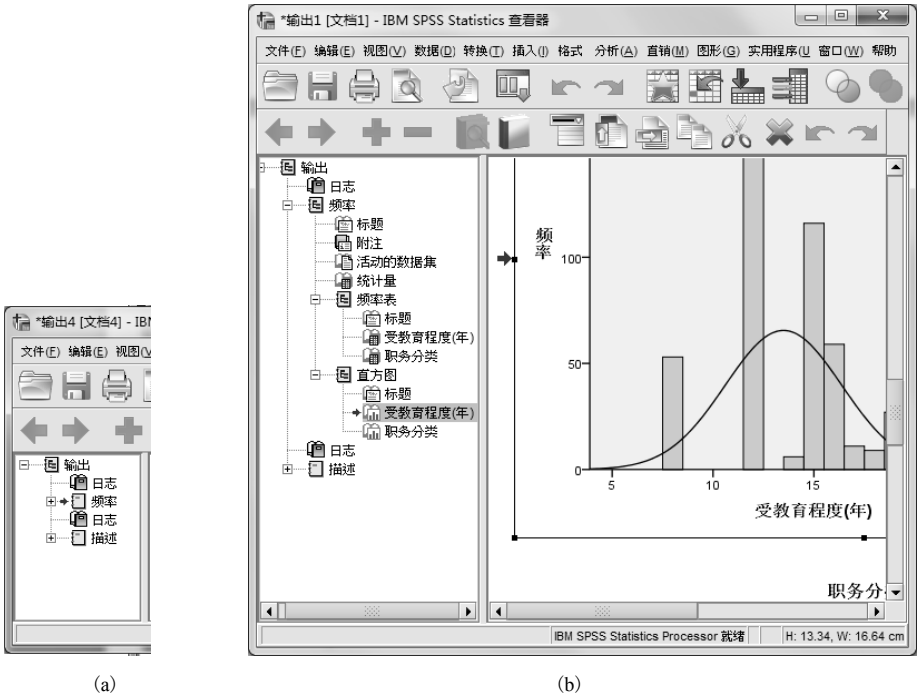 *输出1 [文档1] - IBM SPSS Statistics 查看器
文件(F) 编辑(E) 视图(V) 数据(D) 转换(T) 插入(I) 格式 分析(A) 直销(M) 图形(G) 实用程序(U 窗口(W) 帮助
输出
日志
频率
标题
附注
活动的数据集
统计量
频率表
标题
受教育程度(年)
职务分类
直方图
标题
受教育程度(年)
职务分类
日志
描述
频率
100
50
0
5 10 15
受教育程度(年)
职务分
IBM SPSS Statistics Processor 就绪 H: 13.34, W: 16.64 cm
*输出4 [文档4] - IBM
文件(F) 编辑(E) 视图(V
输出
日志
频率
日志
描述
(a) (b)